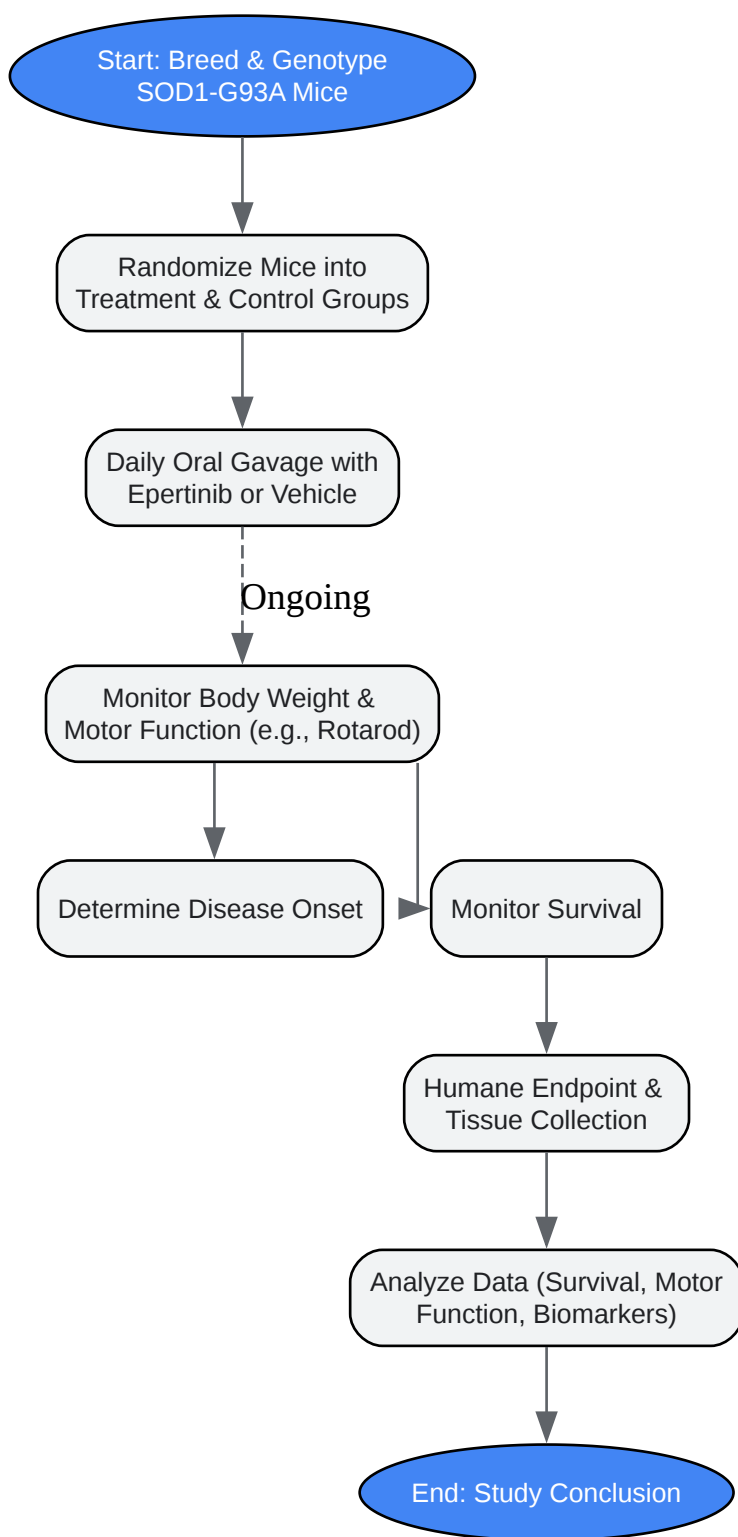 Start: Breed & Genotype
SOD1-G93A Mice
Randomize Mice into
Treatment & Control Groups
Daily Oral Gavage with
Epertinib or Vehicle
Ongoing
Monitor Body Weight &
Motor Function (e.g., Rotarod)
Determine Disease Onset
Monitor Survival
Humane Endpoint &
Tissue Collection
Analyze Data (Survival, Motor
Function, Biomarkers)
End: Study Conclusion